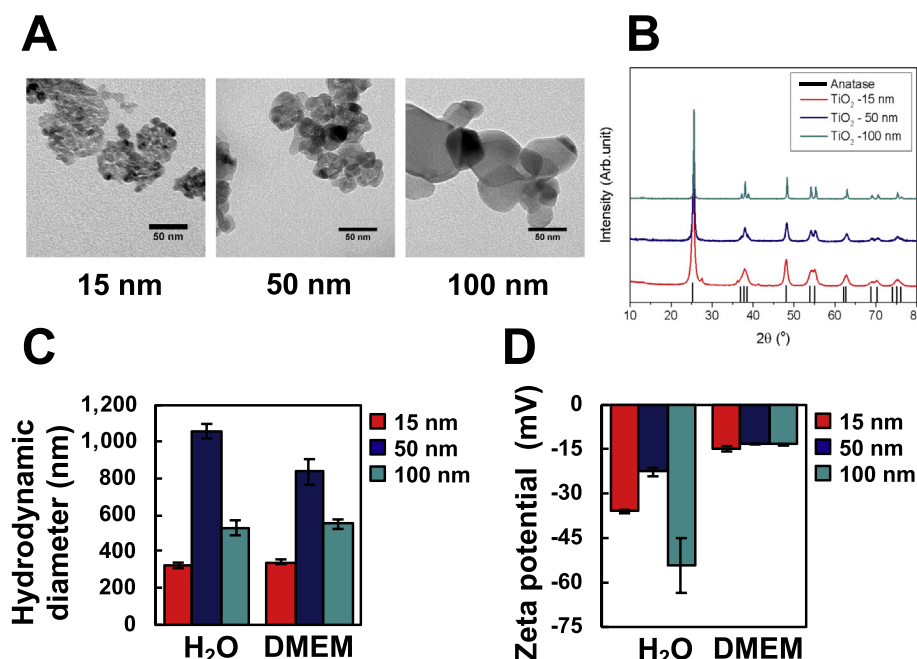 A
50 nm
50 nm
50 nm
15 nm
50 nm
100 nm
B
Intensity (Arb.unit)
Anatase
TiO₂ -15 nm
TiO₂ - 50 nm
TiO₂ -100 nm
10 20 30 40 50 60 70 80
2θ (°)
C
Hydrodynamic
diameter (nm)
1,200
1,000
800
600
400
200
0
15 nm
50 nm
100 nm
H₂O DMEM
D
Zeta potential (mV)
0
-15
-30
-45
-60
-75
15 nm
50 nm
100 nm
H₂O DMEM